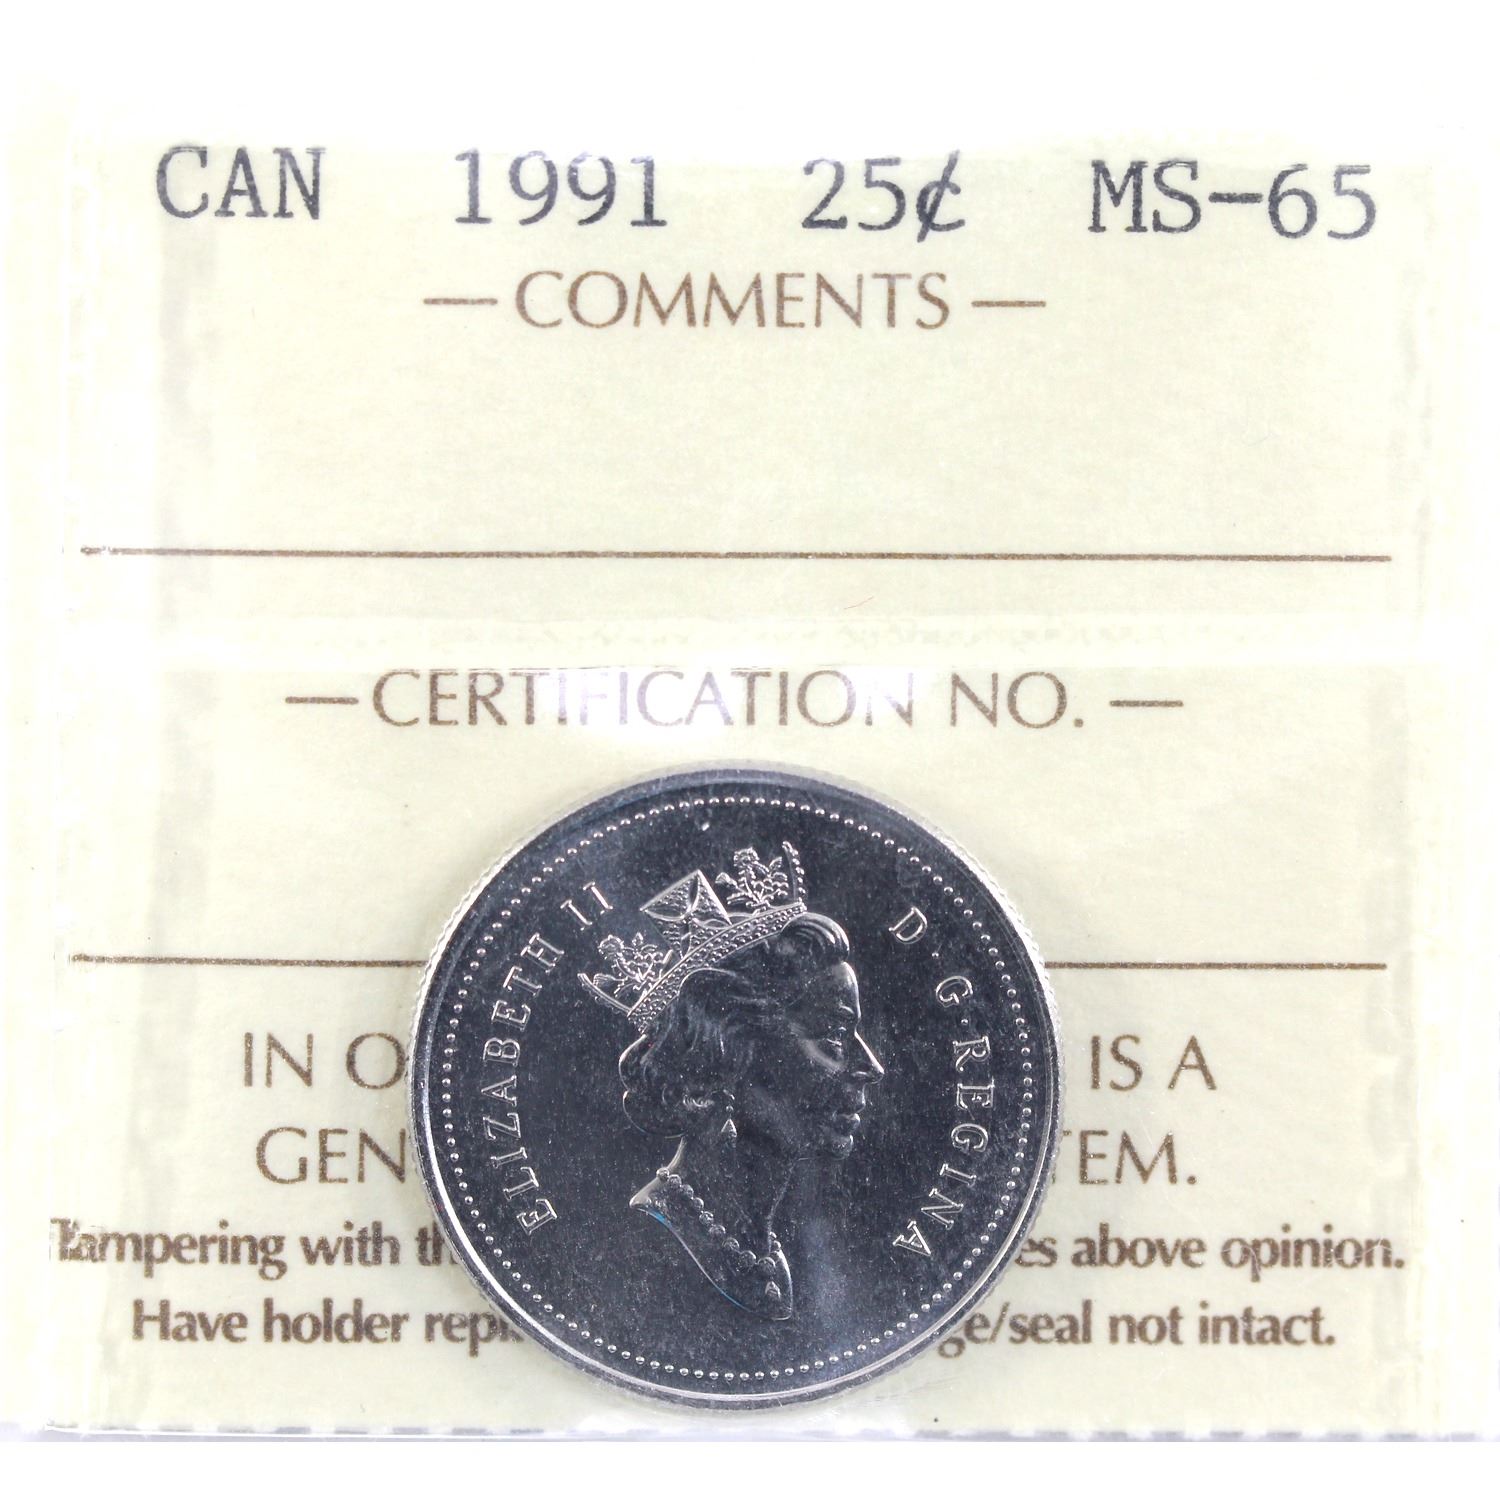 CAN 1991 25¢ MS-65
— COMMENTS —
— CERTIFICATION NO. —
ELIZABETH II D·G·REGINA
IN O IS A
GEN TEM.
Tampering with th es above opinion.
Have holder repl ge/seal not intact.
A